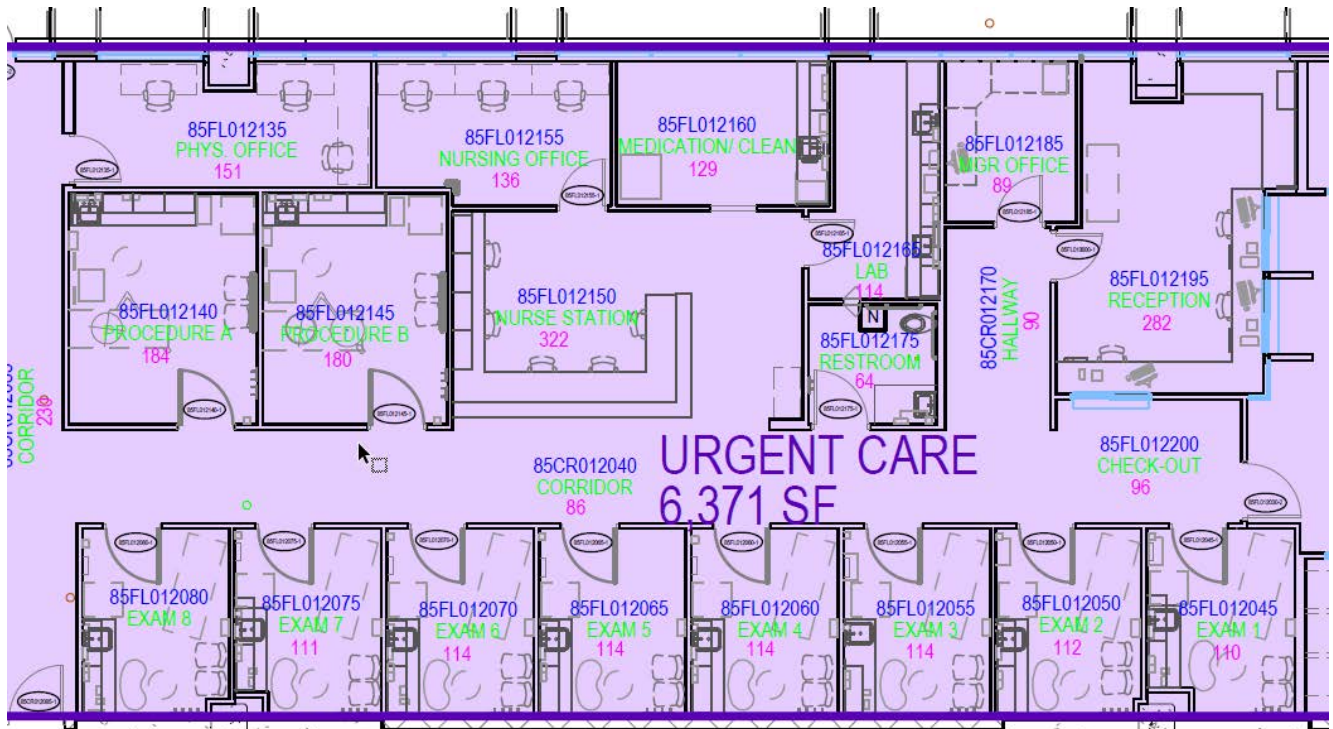 85FL012135
PHYS. OFFICE
151
85FL012155
NURSING OFFICE
136
85FL012160
MEDICATION/ CLEAN
129
85FL012185
MGR OFFICE
89
85FL012165
LAB
114
85CR012170
HALLWAY
90
85FL012195
RECEPTION
282
85FL012140
PROCEDURE A
184
85FL012145
PROCEDURE B
180
85FL012150
NURSE STATION
322
N
85FL012175
RESTROOM
64
CORRIDOR
85CR012040
CORRIDOR
86
URGENT CARE
6,371 SF
85FL012200
CHECK-OUT
96
85FL012080
EXAM 8
85FL012075
EXAM 7
111
85FL012070
EXAM 6
114
85FL012065
EXAM 5
114
85FL012060
EXAM 4
114
85FL012055
EXAM 3
114
85FL012050
EXAM 2
112
85FL012045
EXAM 1
110